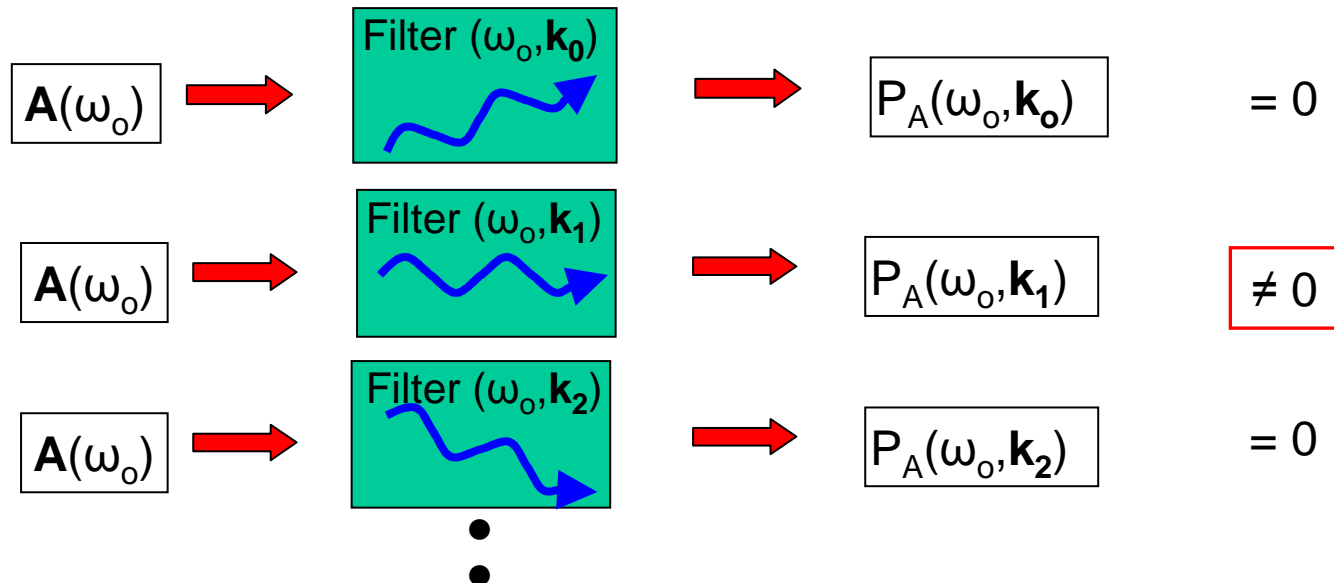 Filter (ωₒ,k₀)
A(ωₒ)
P_A(ωₒ,kₒ)
= 0
Filter (ωₒ,k₁)
A(ωₒ)
P_A(ωₒ,k₁)
≠ 0
Filter (ωₒ,k₂)
A(ωₒ)
P_A(ωₒ,k₂)
= 0